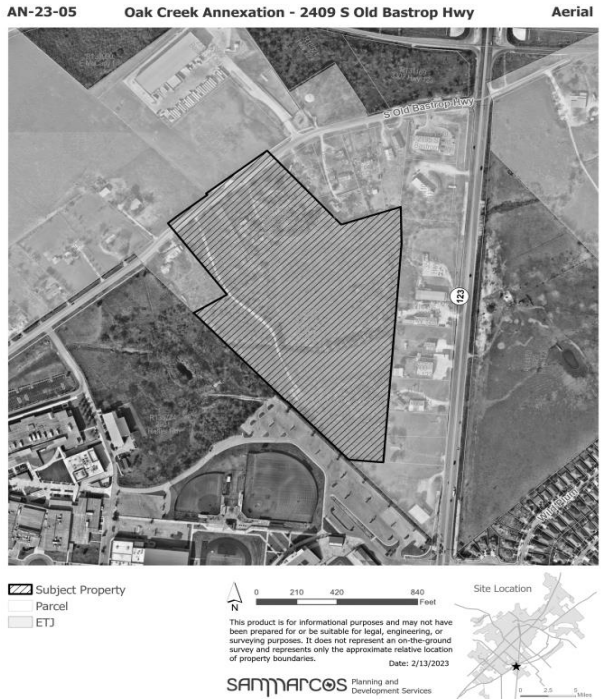 AN-23-05 Oak Creek Annexation - 2409 S Old Bastrop Hwy Aerial
S Old Bastrop Hwy
123
Subject Property
Parcel
ETJ
N
0 210 420 840
Feet
This product is for informational purposes and may not have
been prepared for or be suitable for legal, engineering, or
surveying purposes. It does not represent an on-the-ground
survey and represents only the approximate relative location
of property boundaries.
Date: 2/13/2023
SAN MARCOS Planning and
Development Services
Site Location
0 2.5 5
Miles